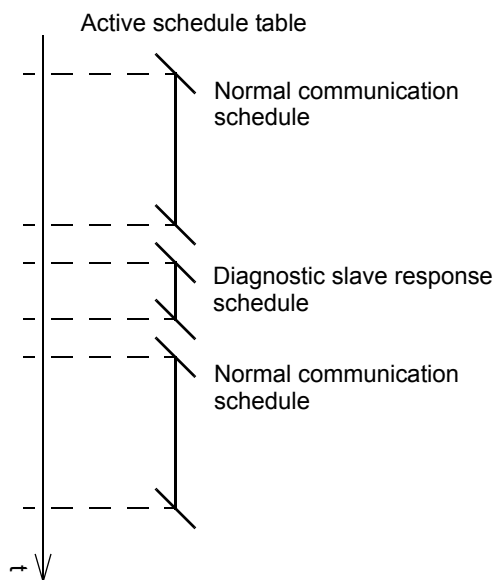 Active schedule table
Normal communication
schedule
Diagnostic slave response
schedule
Normal communication
schedule
t